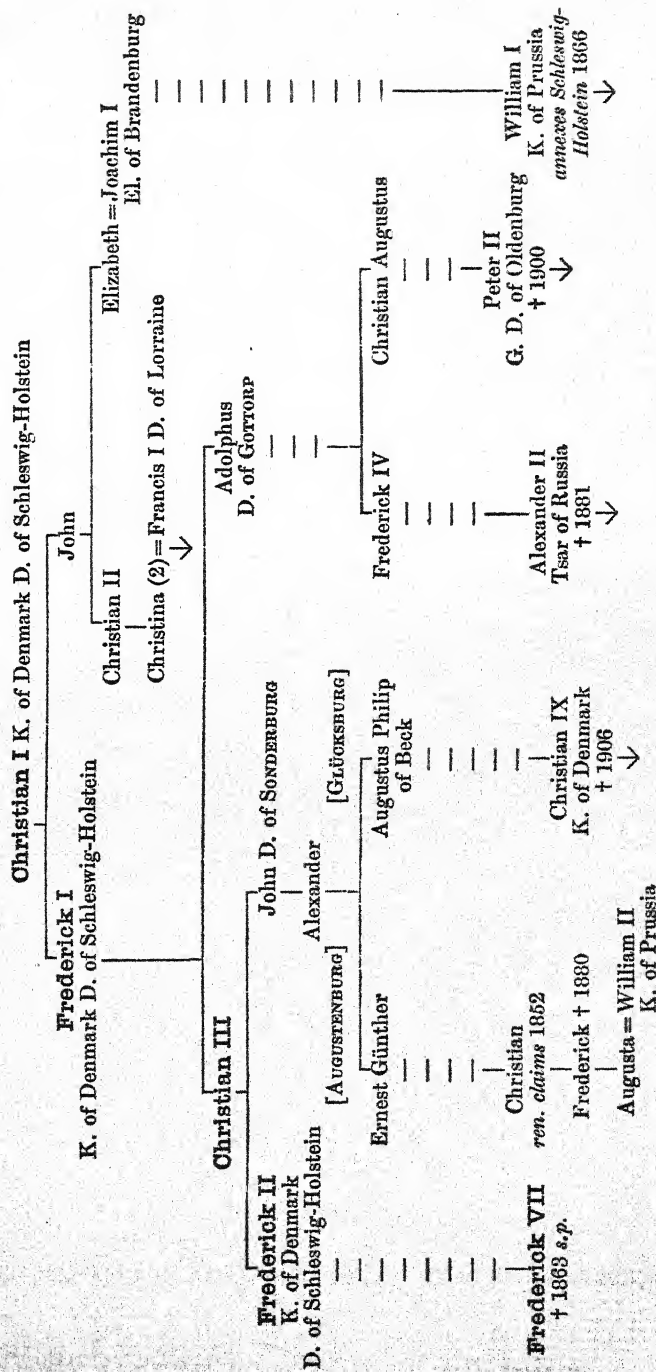 Christian I K. of Denmark D. of Schleswig-Holstein
Frederick I
K. of Denmark D. of Schleswig-Holstein
John
Christian II
Elizabeth = Joachim I
El. of Brandenburg
Christina (2) = Francis I D. of Lorraine
Christian III
Adolphus
D. of GOTTORP
Frederick II
K. of Denmark
D. of Schleswig-Holstein
John D. of SONDERBURG
Alexander
[AUGUSTENBURG]
[GLÜCKSBURG]
Ernest Günther
Augustus Philip
of Beck
Frederick IV
Christian Augustus
Frederick VII
† 1863 s.p.
Christian
ren. claims 1852
Frederick † 1880
Augusta = William II
K. of Prussia
Christian IX
K. of Denmark
† 1906
Alexander II
Tsar of Russia
† 1881
Peter II
G. D. of Oldenburg
† 1900
William I
K. of Prussia
annexes Schleswig-
Holstein 1866